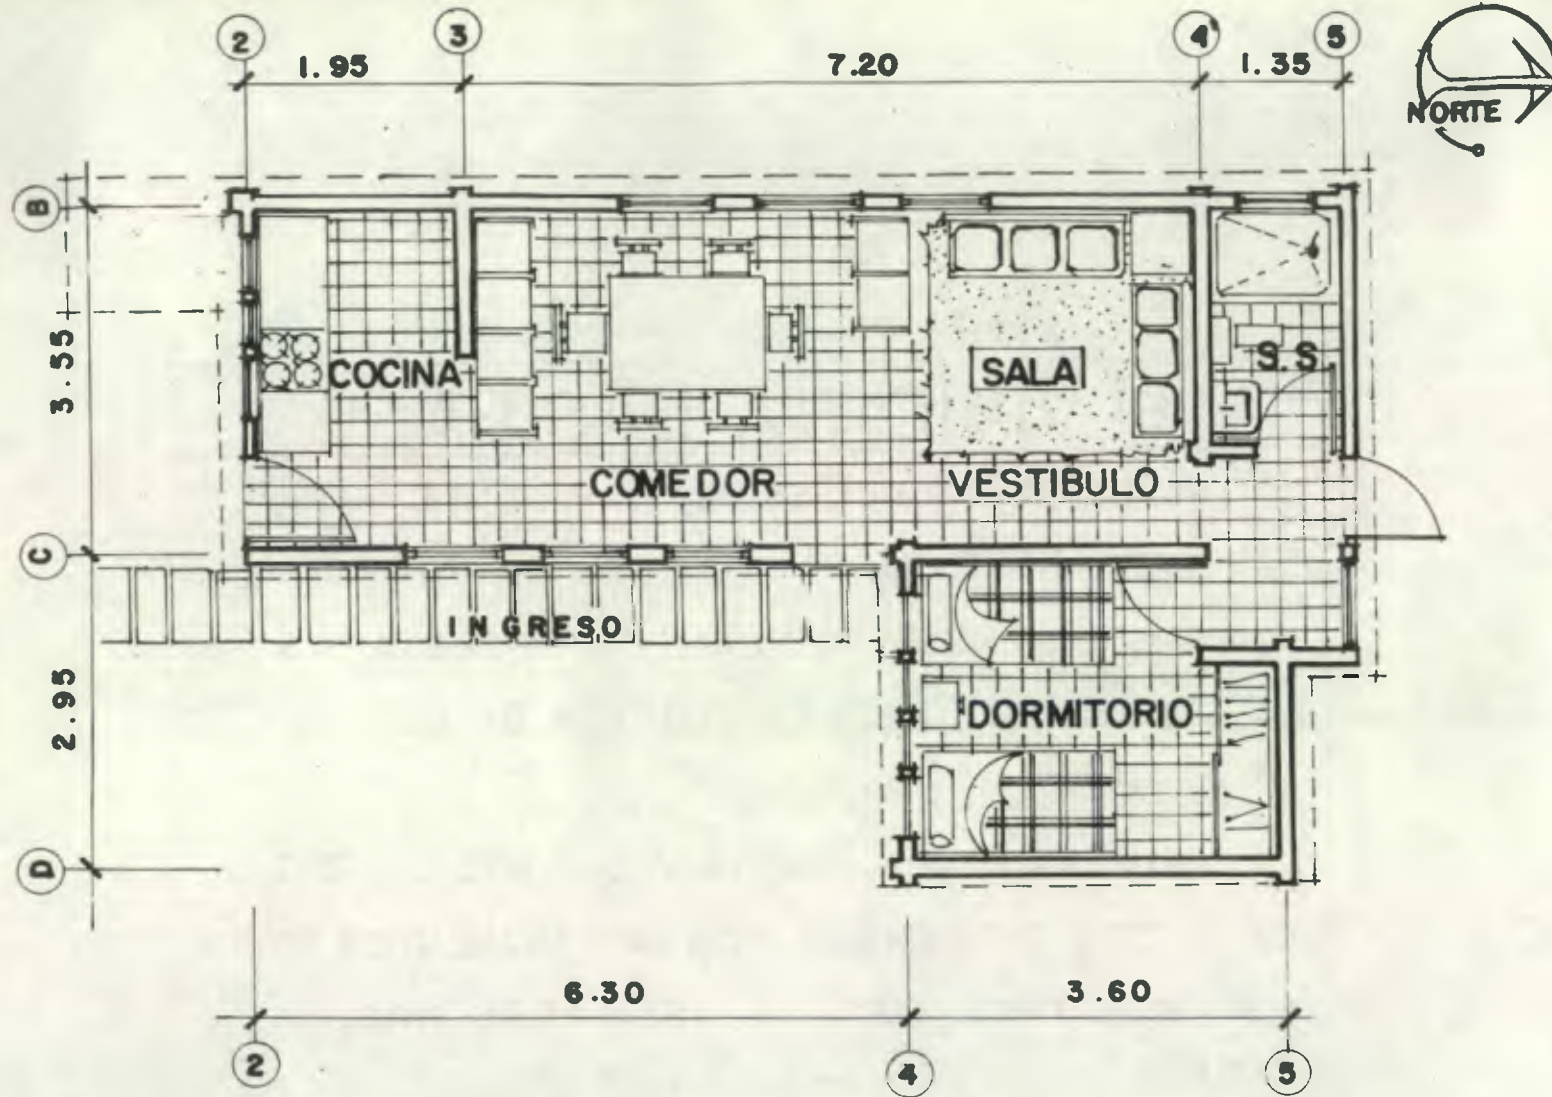 2
3
4
5
1.95
7.20
1.35
NORTE
B
3.55
COCINA
SALA
S.S
COMEDOR
VESTIBULO
C
INGRESO
2.95
DORMITORIO
D
6.30
3.60
2
4
5